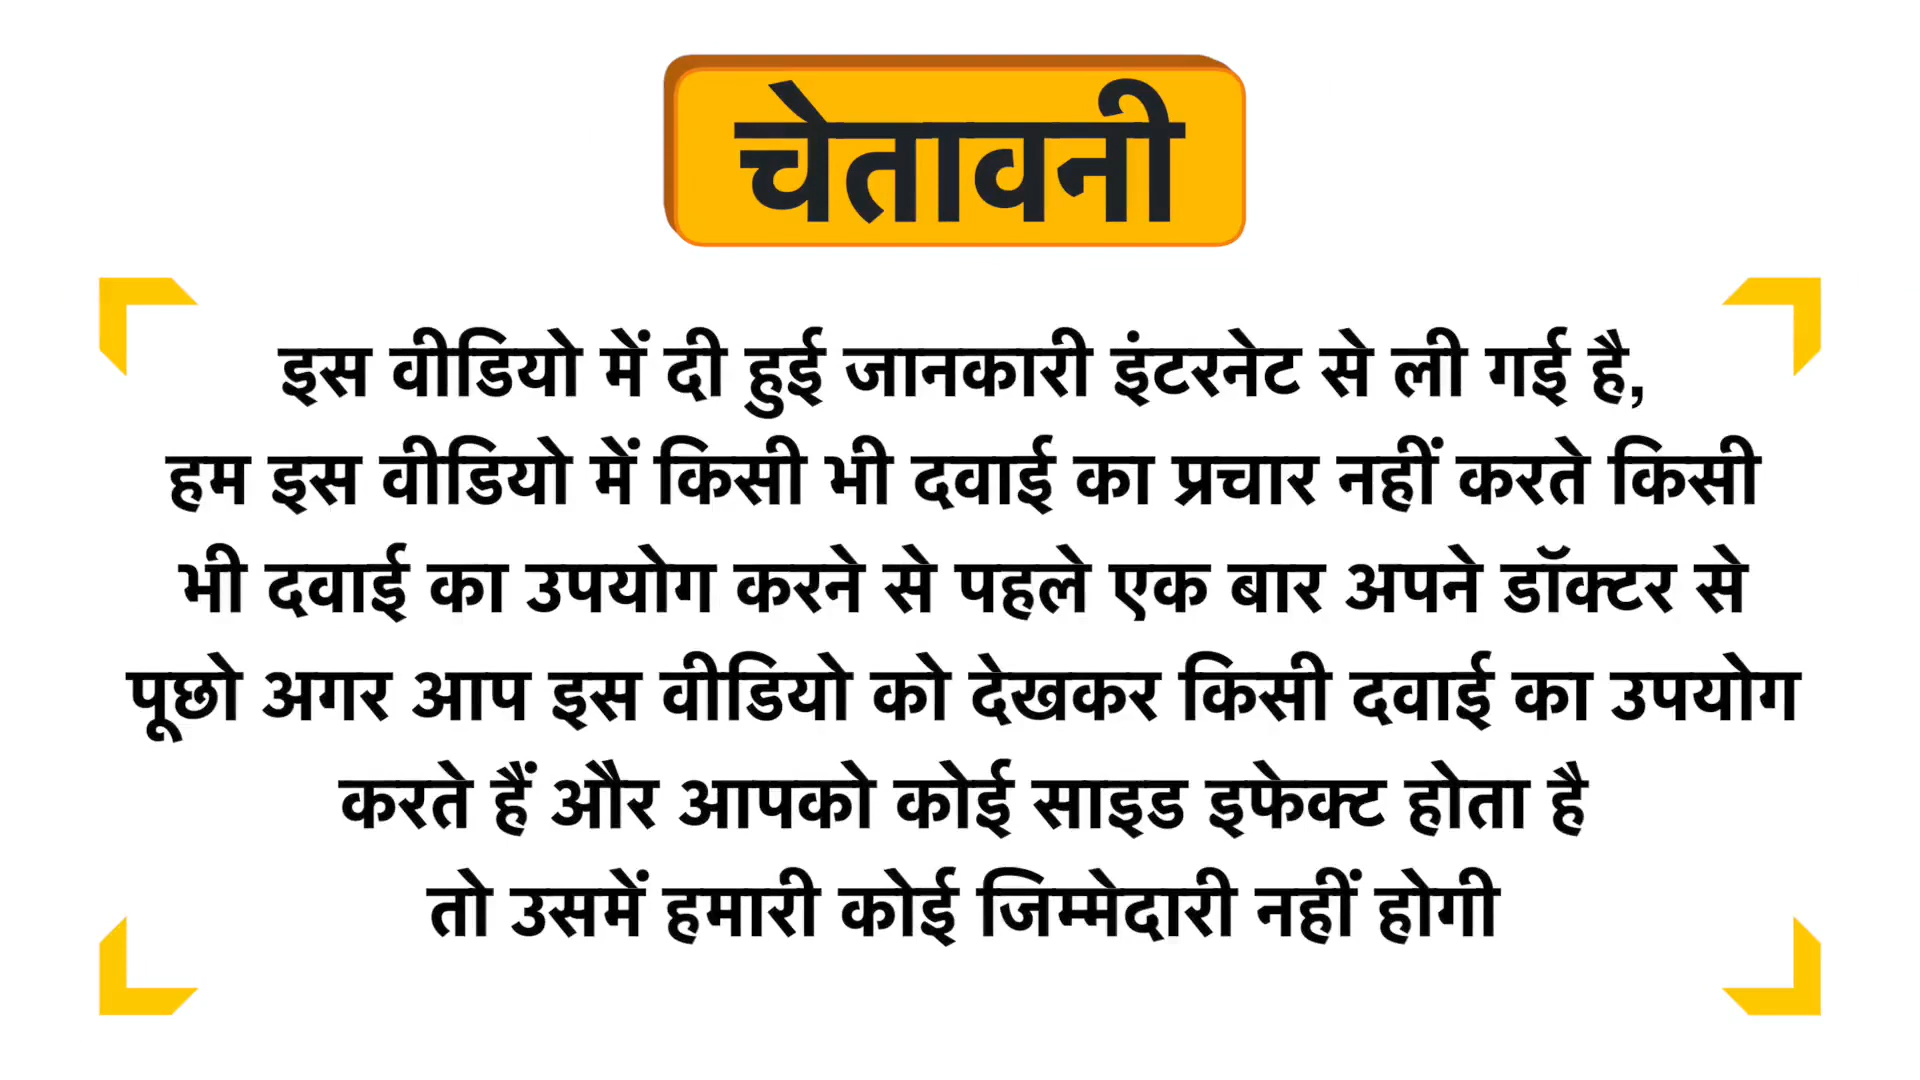 चेतावनी
इस वीडियो में दी हुई जानकारी इंटरनेट से ली गई है,
हम इस वीडियो में किसी भी दवाई का प्रचार नहीं करते किसी
भी दवाई का उपयोग करने से पहले एक बार अपने डॉक्टर से
पूछो अगर आप इस वीडियो को देखकर किसी दवाई का उपयोग
करते हैं और आपको कोई साइड इफेक्ट होता है
तो उसमें हमारी कोई जिम्मेदारी नहीं होगी